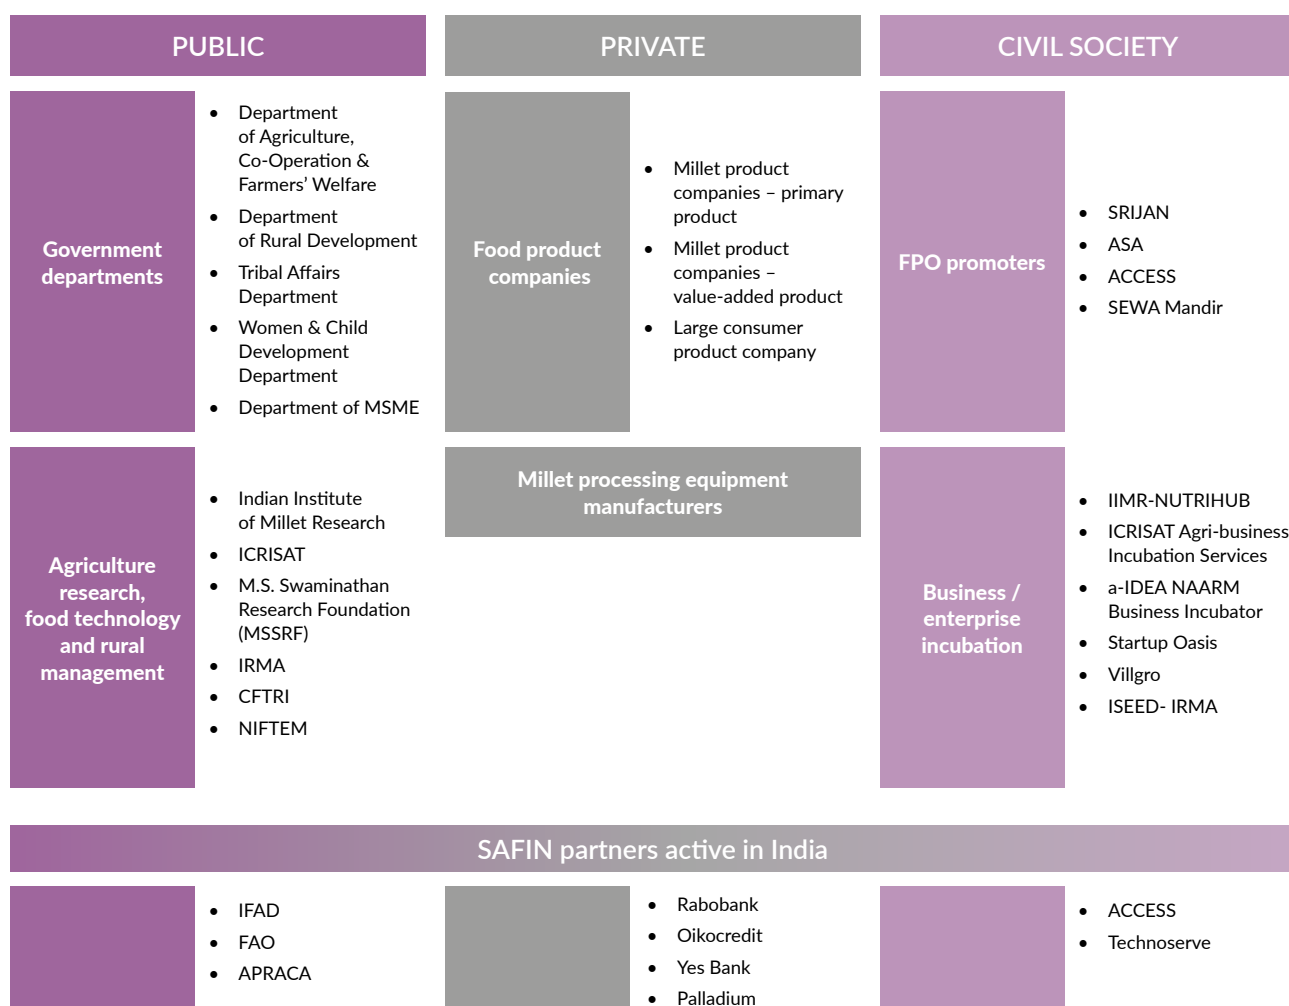 PUBLIC
Government
departments
• Department
of Agriculture,
Co-Operation &
Farmers’ Welfare
• Department
of Rural Development
• Tribal Affairs
Department
• Women & Child
Development
Department
• Department of MSME
Agriculture
research,
food technology
and rural
management
• Indian Institute
of Millet Research
• ICRISAT
• M.S. Swaminathan
Research Foundation
(MSSRF)
• IRMA
• CFTRI
• NIFTEM
PRIVATE
Food product
companies
• Millet product
companies – primary
product
• Millet product
companies –
value-added product
• Large consumer
product company
Millet processing equipment
manufacturers
CIVIL SOCIETY
FPO promoters
• SRIJAN
• ASA
• ACCESS
• SEWA Mandir
Business /
enterprise
incubation
• IIMR-NUTRIHUB
• ICRISAT Agri-business
Incubation Services
• a-IDEA NAARM
Business Incubator
• Startup Oasis
• Villgro
• ISEED- IRMA
SAFIN partners active in India
• IFAD
• FAO
• APRACA
• Rabobank
• Oikocredit
• Yes Bank
• Palladium
• ACCESS
• Technoserve